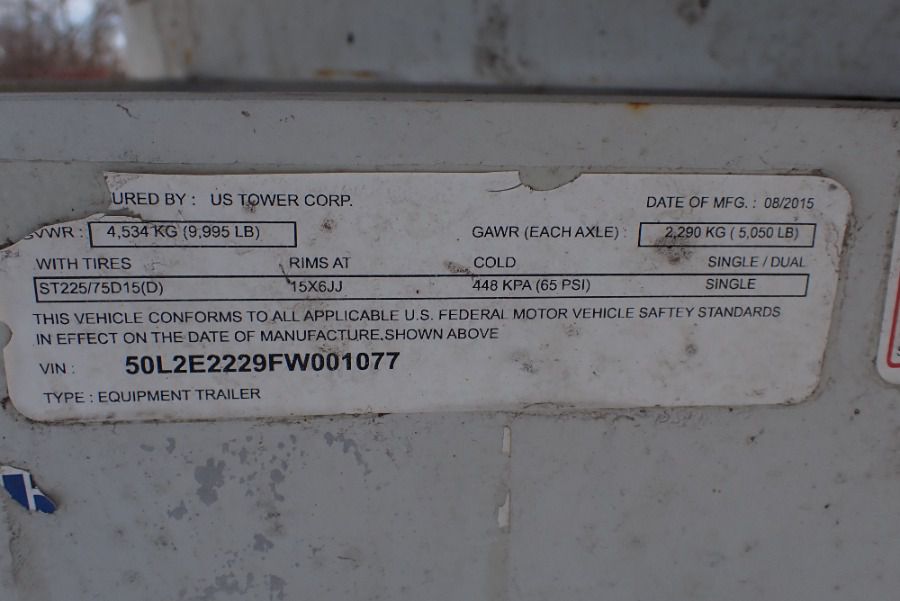 URED BY : US TOWER CORP. DATE OF MFG. : 08/2015
GVWR : 4,534 KG (9,995 LB) GAWR (EACH AXLE) : 2,290 KG ( 5,050 LB)
WITH TIRES RIMS AT COLD SINGLE / DUAL
ST225/75D15(D) 15X6JJ 448 KPA (65 PSI) SINGLE
THIS VEHICLE CONFORMS TO ALL APPLICABLE U.S. FEDERAL MOTOR VEHICLE SAFTEY STANDARDS
IN EFFECT ON THE DATE OF MANUFACTURE.SHOWN ABOVE
VIN : 50L2E2229FW001077
TYPE : EQUIPMENT TRAILER